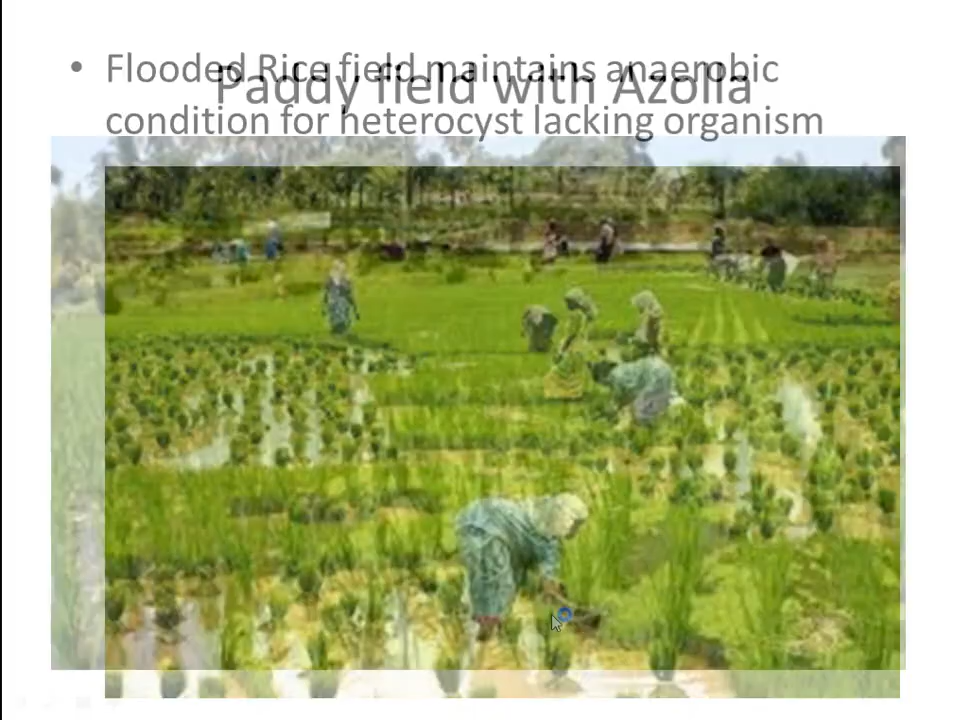 • Flooded Rice field maintains anaerobic
condition for heterocyst lacking organism
Paddy field with Azolla